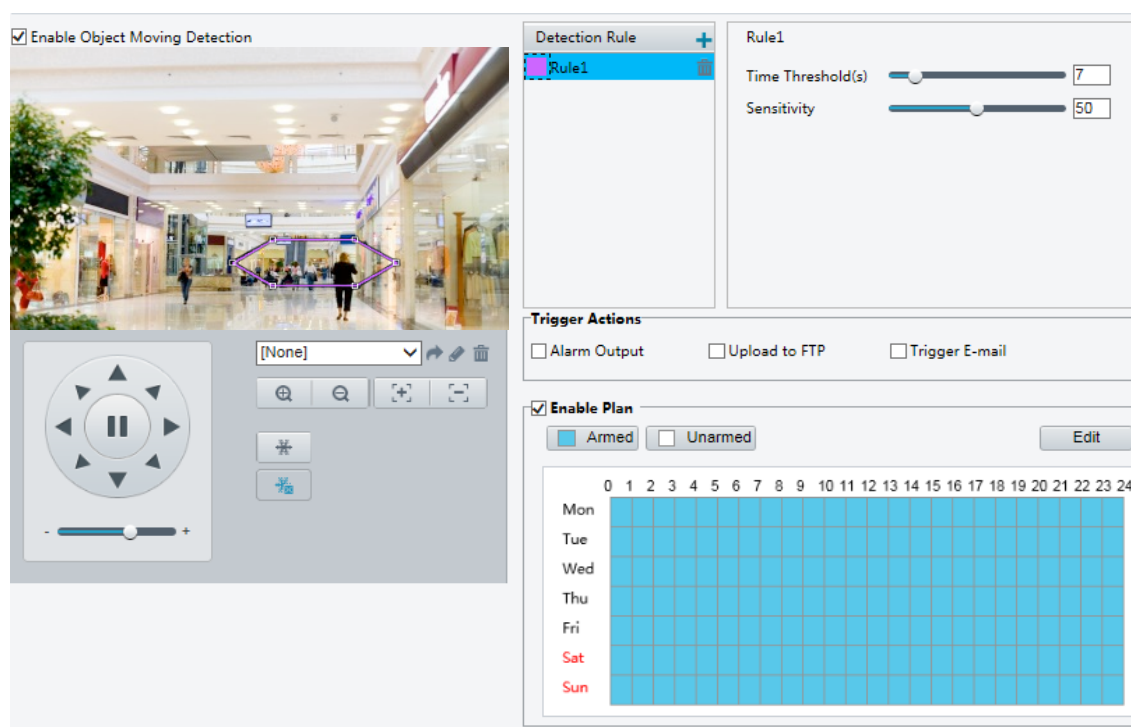 Enable Object Moving Detection
Detection Rule
Rule1
Rule1
Time Threshold(s) 7
Sensitivity 50
Trigger Actions
Alarm Output Upload to FTP Trigger E-mail
[None]
Enable Plan
Armed Unarmed Edit
0 1 2 3 4 5 6 7 8 9 10 11 12 13 14 15 16 17 18 19 20 21 22 23 24
Mon
Tue
Wed
Thu
Fri
Sat
Sun
- +